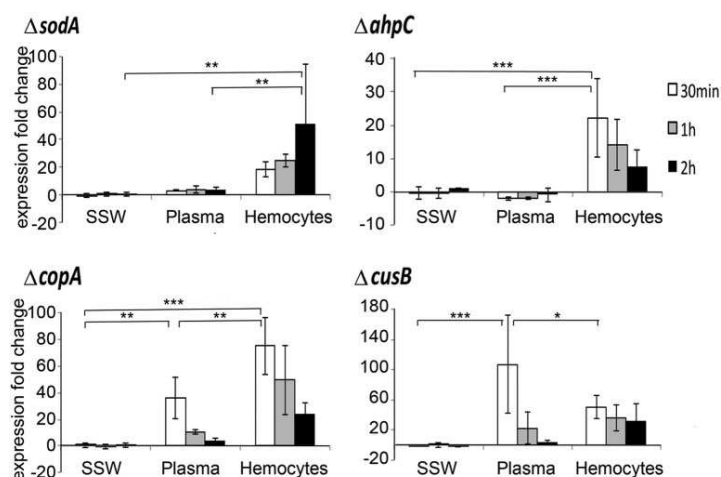 ΔsodA
expression fold change
100
80
60
40
20
0
-20
**
**
SSW Plasma Hemocytes
ΔahpC
40
30
20
10
0
-10
***
***
SSW Plasma Hemocytes
30min
1h
2h
ΔcopA
expression fold change
100
80
60
40
20
0
-20
***
** **
SSW Plasma Hemocytes
ΔcusB
180
140
100
60
20
-20
*** *
SSW Plasma Hemocytes